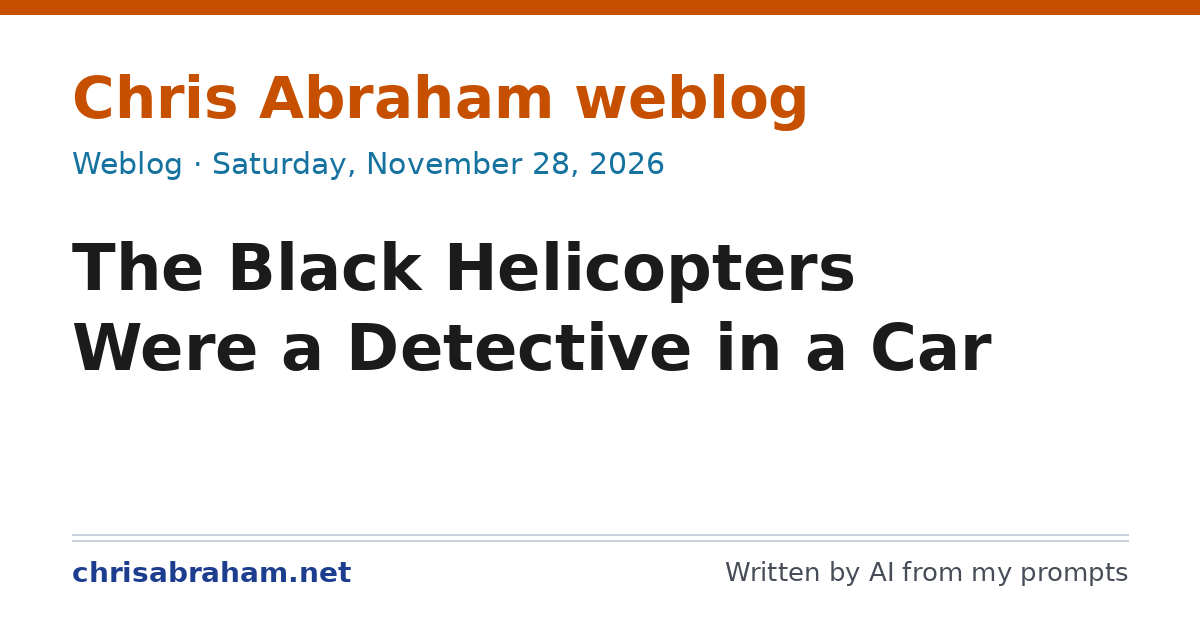 Chris Abraham weblog
Weblog · Saturday, November 28, 2026
The Black Helicopters
Were a Detective in a Car
chrisabraham.net
Written by AI from my prompts